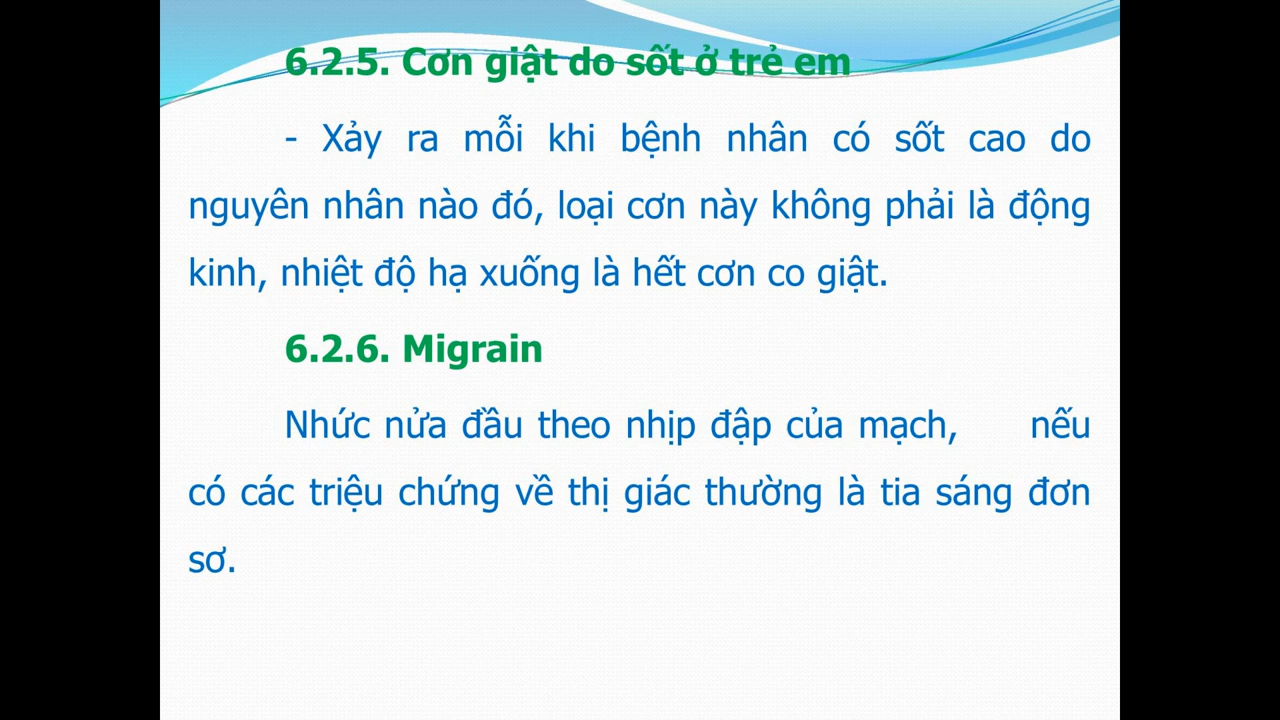 6.2.5. Cơn giật do sốt ở trẻ em
- Xảy ra mỗi khi bệnh nhân có sốt cao do
nguyên nhân nào đó, loại cơn này không phải là động
kinh, nhiệt độ hạ xuống là hết cơn co giật.
6.2.6. Migrain
Nhức nửa đầu theo nhịp đập của mạch, nếu
có các triệu chứng về thị giác thường là tia sáng đơn
sơ.